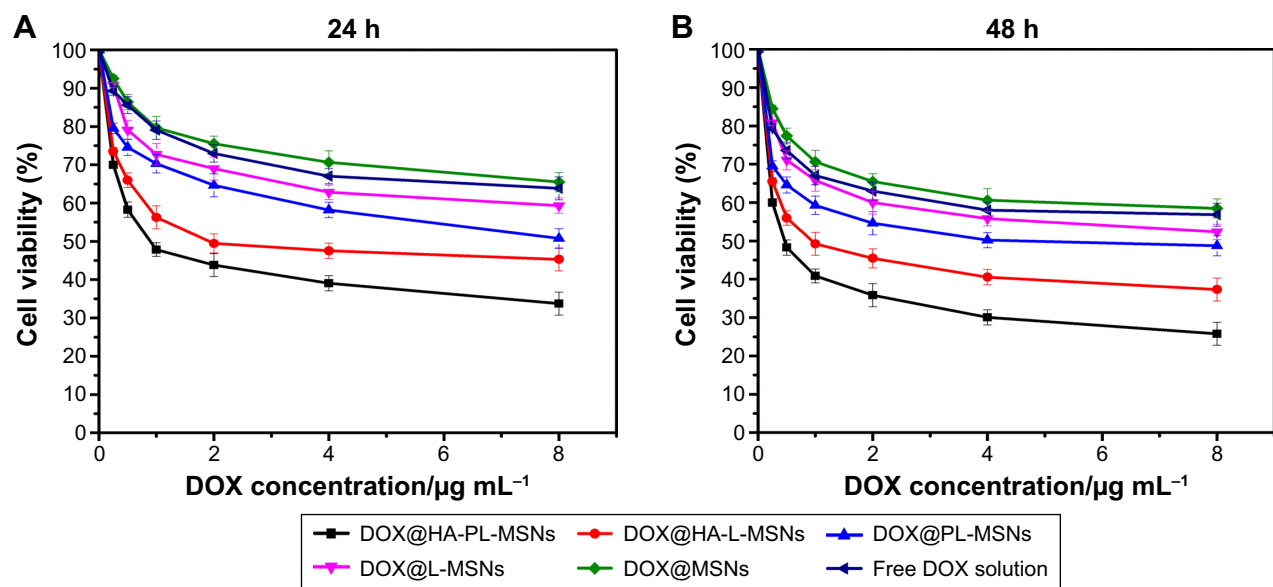 A
24 h
100
90
80
70
60
50
40
30
20
10
0
Cell viability (%)
0 2 4 6 8
DOX concentration/µg mL⁻¹
B
48 h
100
90
80
70
60
50
40
30
20
10
0
Cell viability (%)
0 2 4 6 8
DOX concentration/µg mL⁻¹
DOX@HA-PL-MSNs DOX@HA-L-MSNs DOX@PL-MSNs
DOX@L-MSNs DOX@MSNs Free DOX solution